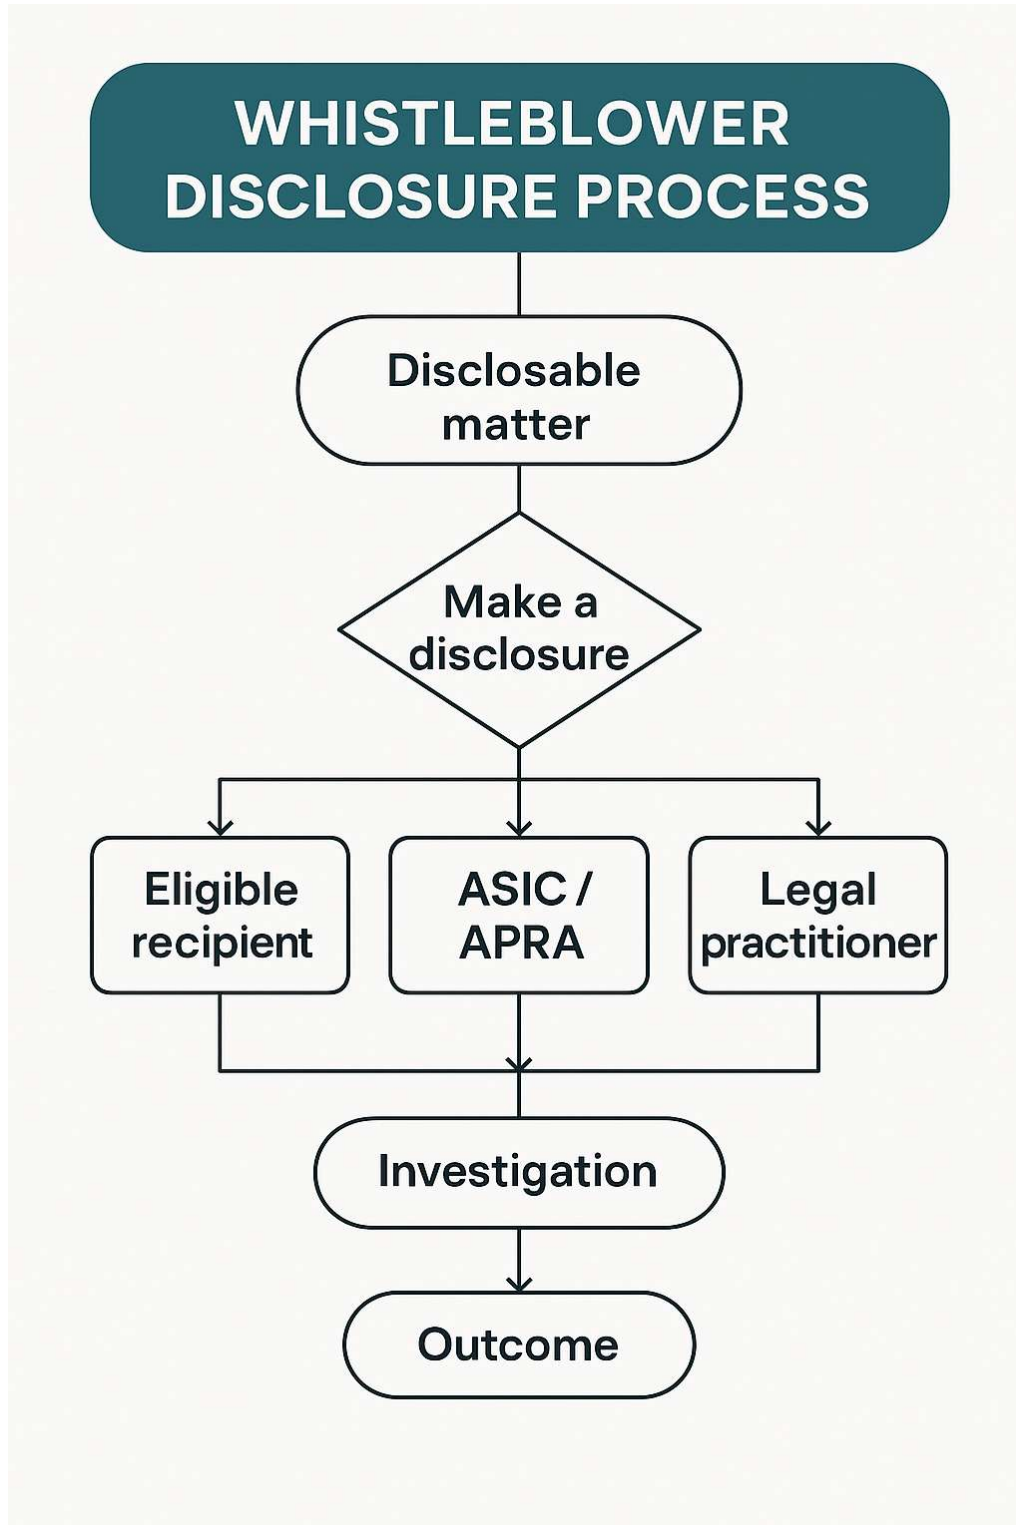 WHISTLEBLOWER
DISCLOSURE PROCESS
Disclosable
matter
Make a
disclosure
Eligible
recipient
ASIC /
APRA
Legal
practitioner
Investigation
Outcome